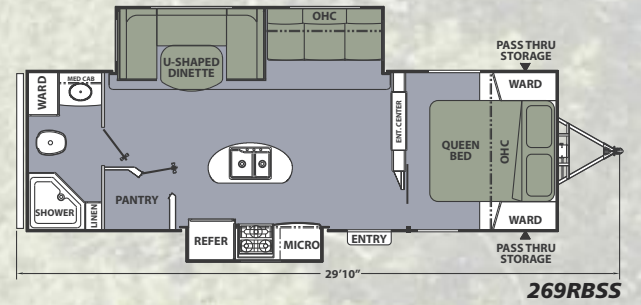 OHC
U-SHAPED
DINETTE
PASS THRU
STORAGE
WARD
MED CAB
WARD
ENT. CENTER
QUEEN
BED
OHC
PANTRY
SHOWER
LINEN
WARD
REFER
MICRO
ENTRY
PASS THRU
STORAGE
29'10"
269RBSS